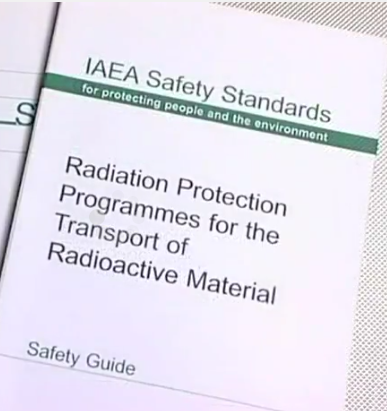 IAEA Safety Standards
for protecting people and the environment
Radiation Protection
Programmes for the
Transport of
Radioactive Material
Safety Guide